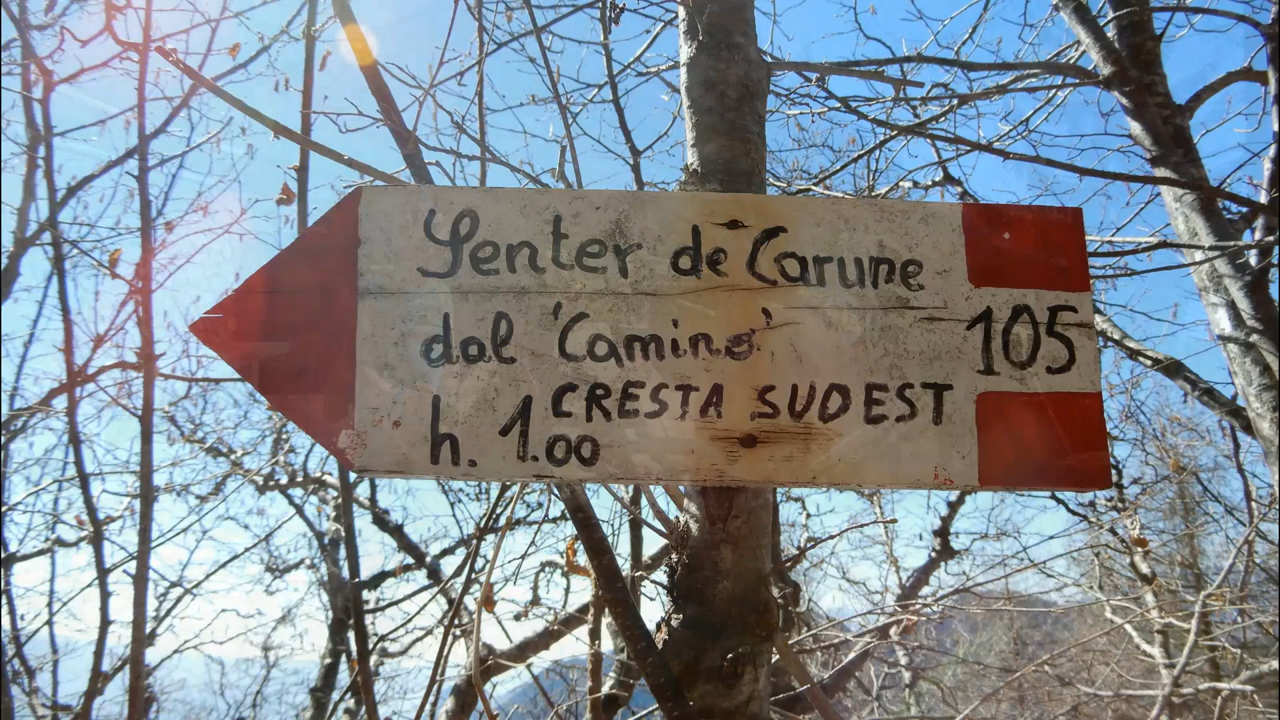 Senter de Carune
dal 'Camino'
CRESTA SUD EST
h. 1.00
105